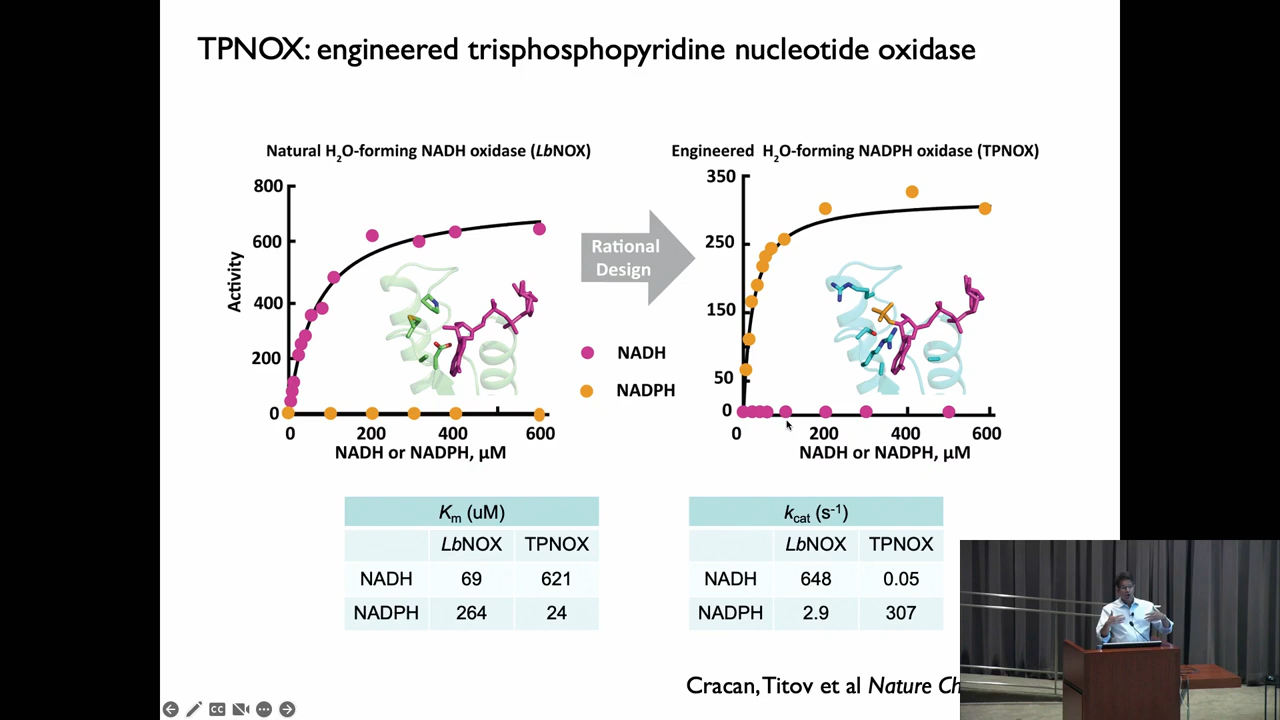 TPNOX: engineered trisphosphopyridine nucleotide oxidase
Natural H2O-forming NADH oxidase (LbNOX)
800
600
400
200
0
Activity
0 200 400 600
NADH or NADPH, µM
Rational
Design
NADH
NADPH
Engineered H2O-forming NADPH oxidase (TPNOX)
350
250
150
50
0
0 200 400 600
NADH or NADPH, µM
Km (uM)
LbNOX TPNOX
NADH 69 621
NADPH 264 24
kcat (s-1)
LbNOX TPNOX
NADH 648 0.05
NADPH 2.9 307
Cracan, Titov et al Nature Ch
CC